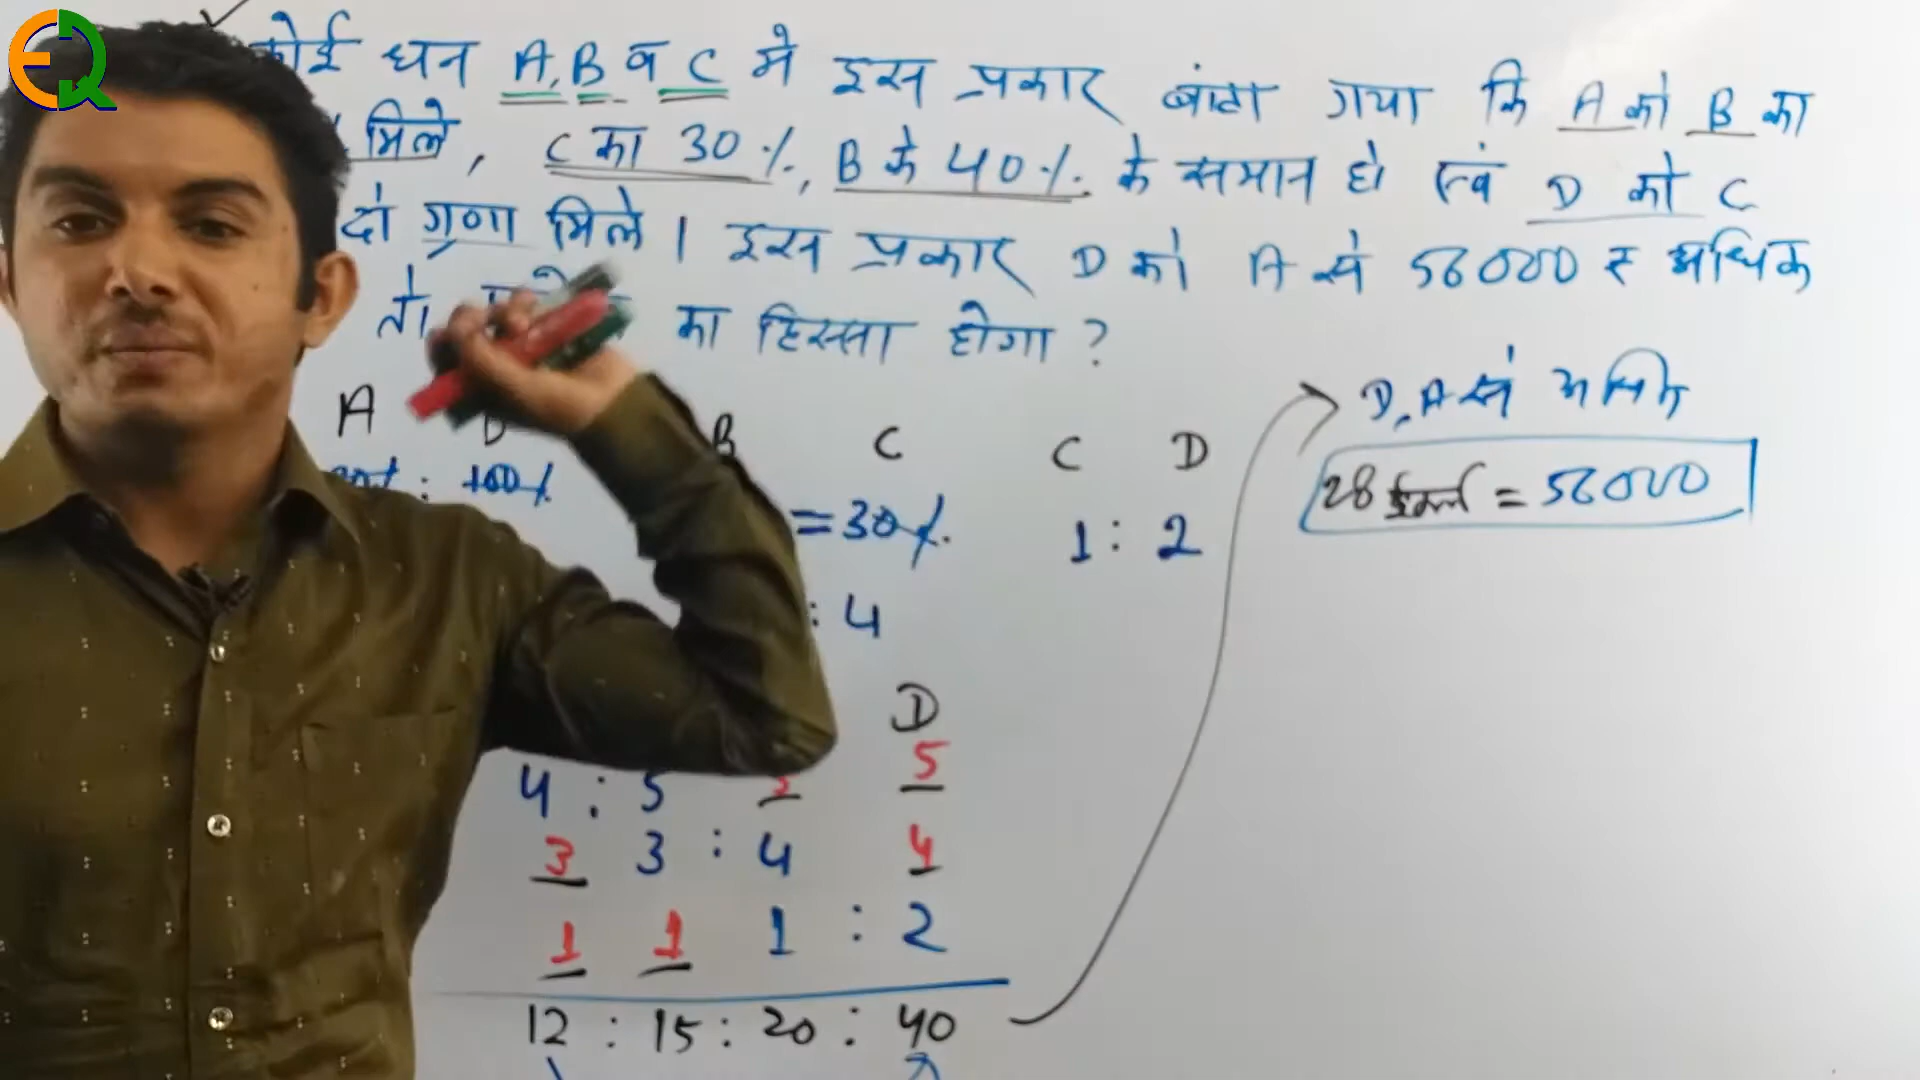 EQ
कोई धन A, B व C मे इस प्रकार बांटा गया कि A को B का
मिले, C का 30%, B के 40% के समान हो एवं D को C
दो गुणा मिले । इस प्रकार D को A से 56000 ₹ अधिक
तो का हिस्सा होगा ?
D, A से अधिक
A B C C D
: 100% = 30% 1 : 2
28 = 56000
: 4
D
4 : 5 5
3 3 : 4 4
1 1 1 : 2
12 : 15 : 20 : 40